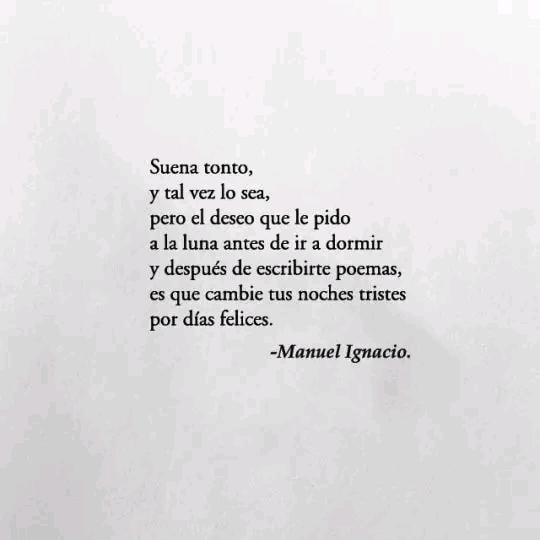 Suena tonto,
y tal vez lo sea,
pero el deseo que le pido
a la luna antes de ir a dormir
y después de escribirte poemas,
es que cambie tus noches tristes
por días felices.
-Manuel Ignacio.